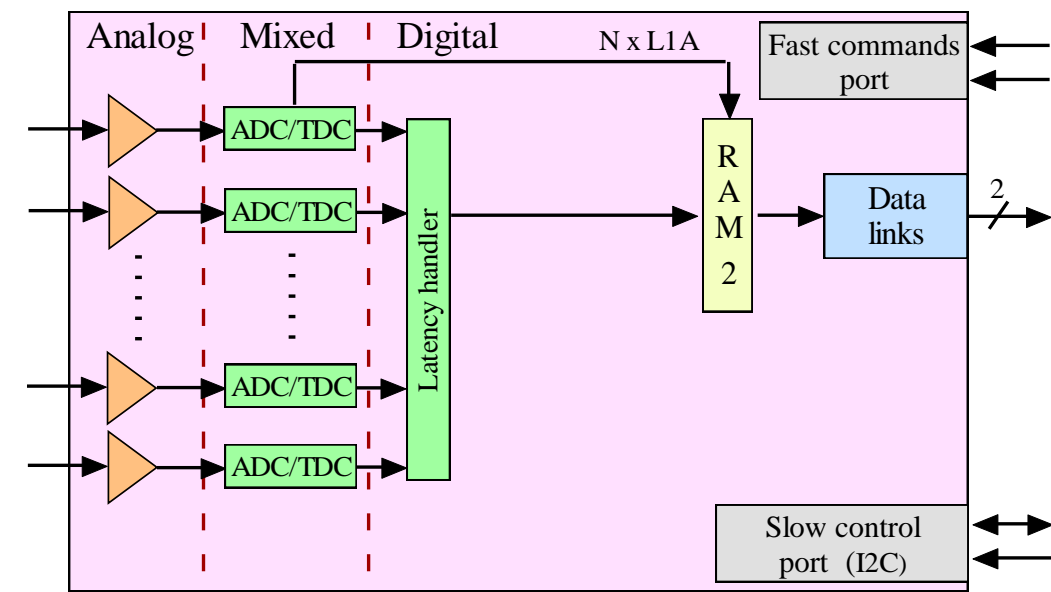 Analog Mixed Digital
N x L1A
Fast commands
port
ADC/TDC
ADC/TDC
ADC/TDC
ADC/TDC
Latency handler
R
A
M
2
Data
links
2
Slow control
port (I2C)